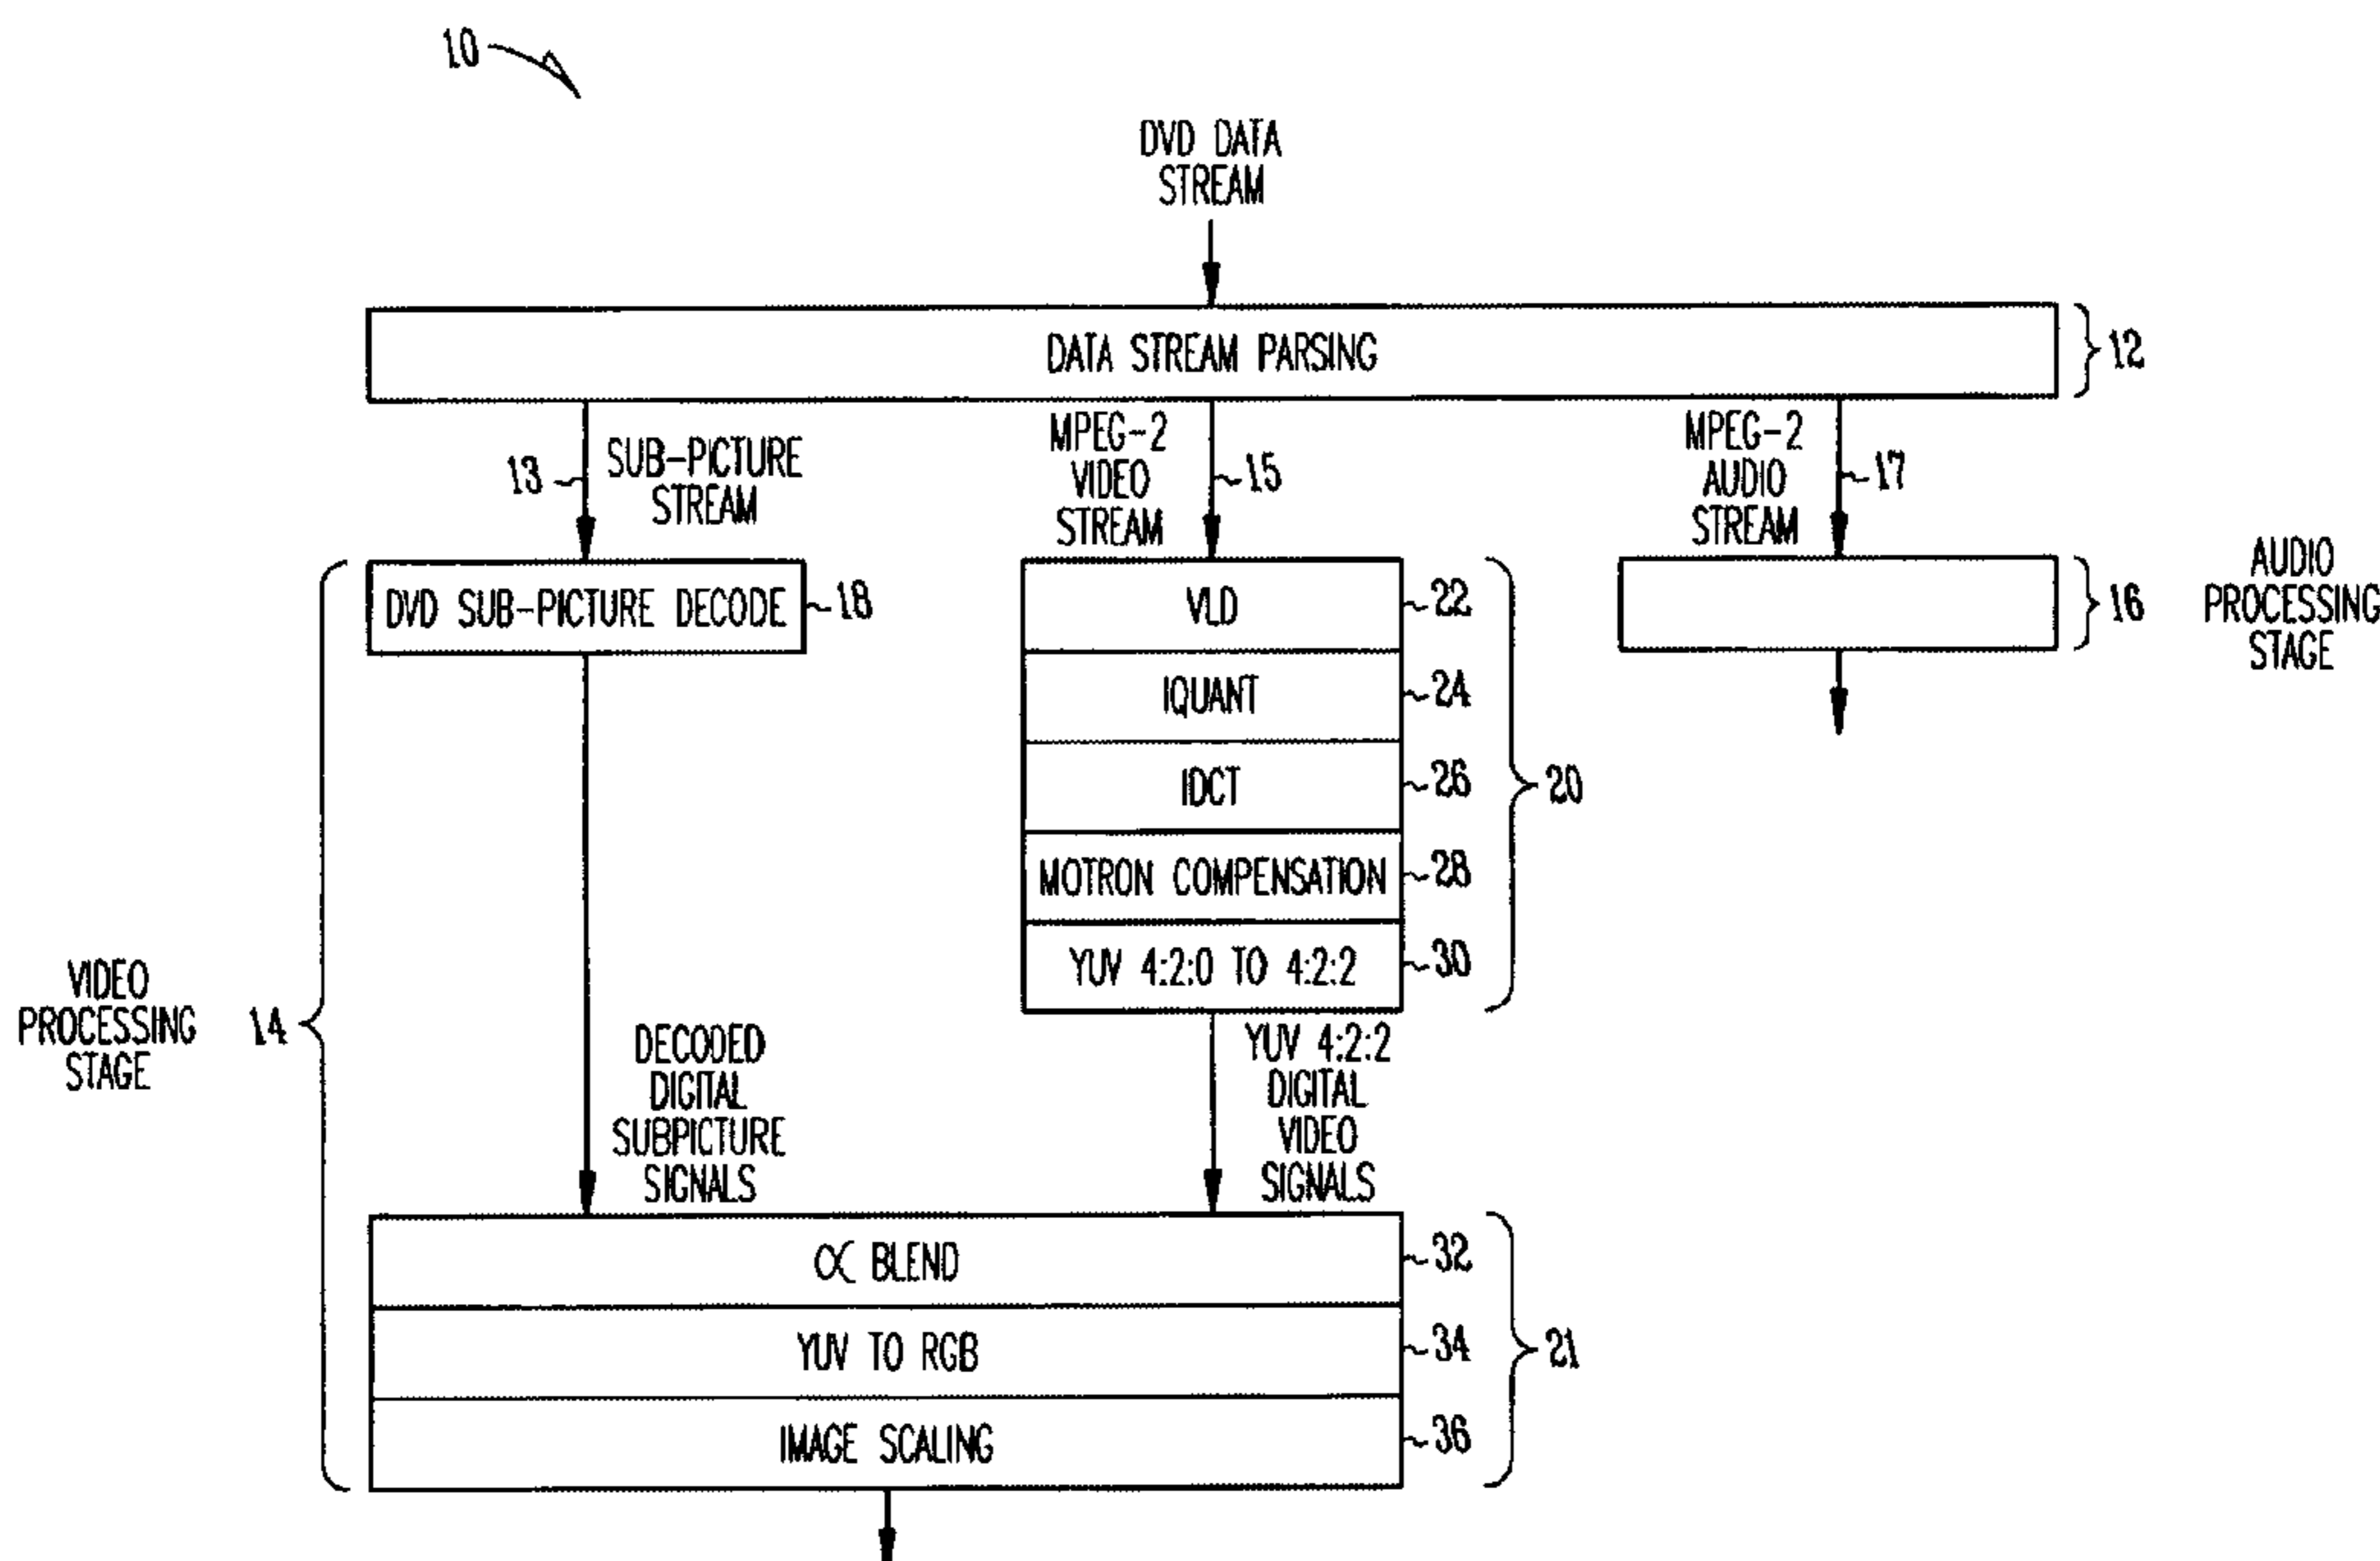 10
DVD DATA
STREAM
DATA STREAM PARSING
12
13
SUB-PICTURE
STREAM
MPEG-2
VIDEO
STREAM
15
MPEG-2
AUDIO
STREAM
17
DVD SUB-PICTURE DECODE
18
VLD
22
IQUANT
24
IDCT
26
MOTRON COMPENSATION
28
YUV 4:2:0 TO 4:2:2
30
20
16
AUDIO
PROCESSING
STAGE
VIDEO
PROCESSING
STAGE
14
DECODED
DIGITAL
SUBPICTURE
SIGNALS
YUV 4:2:2
DIGITAL
VIDEO
SIGNALS
∝ BLEND
32
YUV TO RGB
34
IMAGE SCALING
36
21